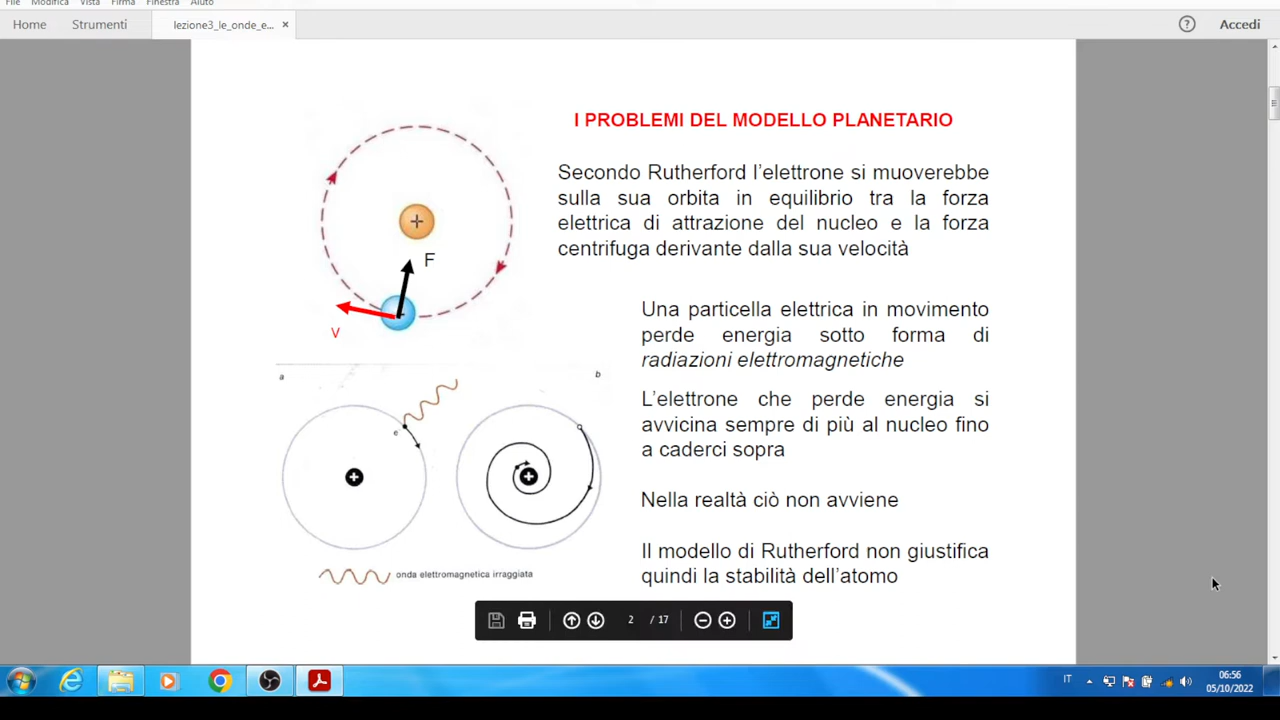 File Modifica Vista Firma Finestra Aiuto
Home Strumenti lezione3_le_onde_e... × ? Accedi
I PROBLEMI DEL MODELLO PLANETARIO
Secondo Rutherford l'elettrone si muoverebbe
sulla sua orbita in equilibrio tra la forza
elettrica di attrazione del nucleo e la forza
centrifuga derivante dalla sua velocità
+
F
-
v
Una particella elettrica in movimento
perde energia sotto forma di
radiazioni elettromagnetiche
a
b
e
+
+
L'elettrone che perde energia si
avvicina sempre di più al nucleo fino
a caderci sopra
Nella realtà ciò non avviene
Il modello di Rutherford non giustifica
quindi la stabilità dell'atomo
onda elettromagnetica irraggiata
2 / 17
IT
06:56
05/10/2022